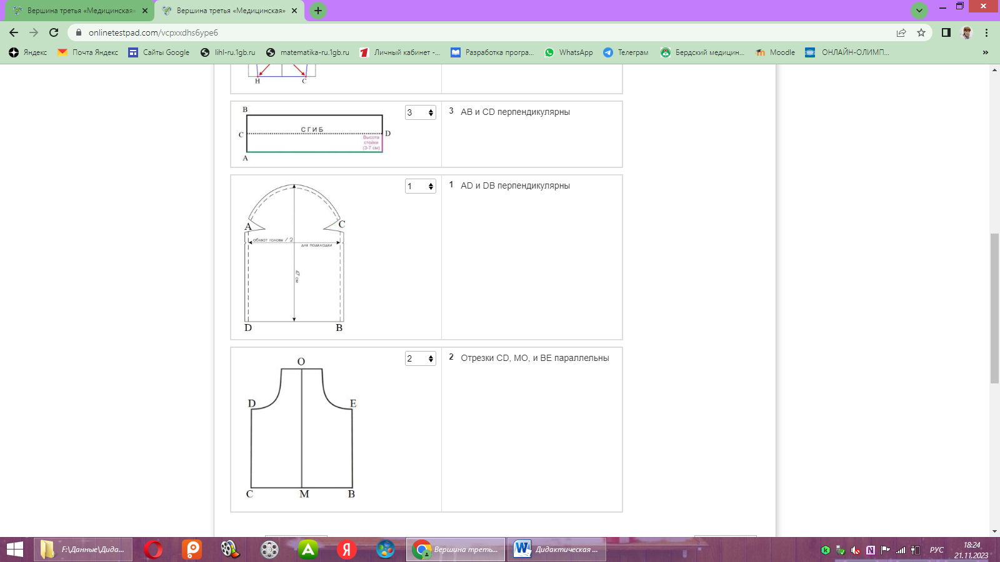 Вершина третья «Медицинская»
Вершина третья «Медицинская»
onlinetestpad.com/vcpxxdhs6ype6
Яндекс
Почта Яндекс
Сайты Google
lihl-ru.1gb.ru
matematika-ru.1gb.ru
Личный кабинет -...
Разработка програ...
WhatsApp
Телеграм
Бердский медицин...
Moodle
ОНЛАЙН-ОЛИМП...
»
H C
B
С Г И Б
C D
Высота
стойки
(3-7 см)
A
3
3 AB и CD перпендикулярны
A C
обхват головы / 2
для подкладки
47 см
D B
1
1 AD и DB перпендикулярны
O
D E
C M B
2
2 Отрезки CD, MO, и BE параллельны
F:\Данные\Дида...
Вершина треть...
Дидактическая ...
РУС
18:24
21.11.2023